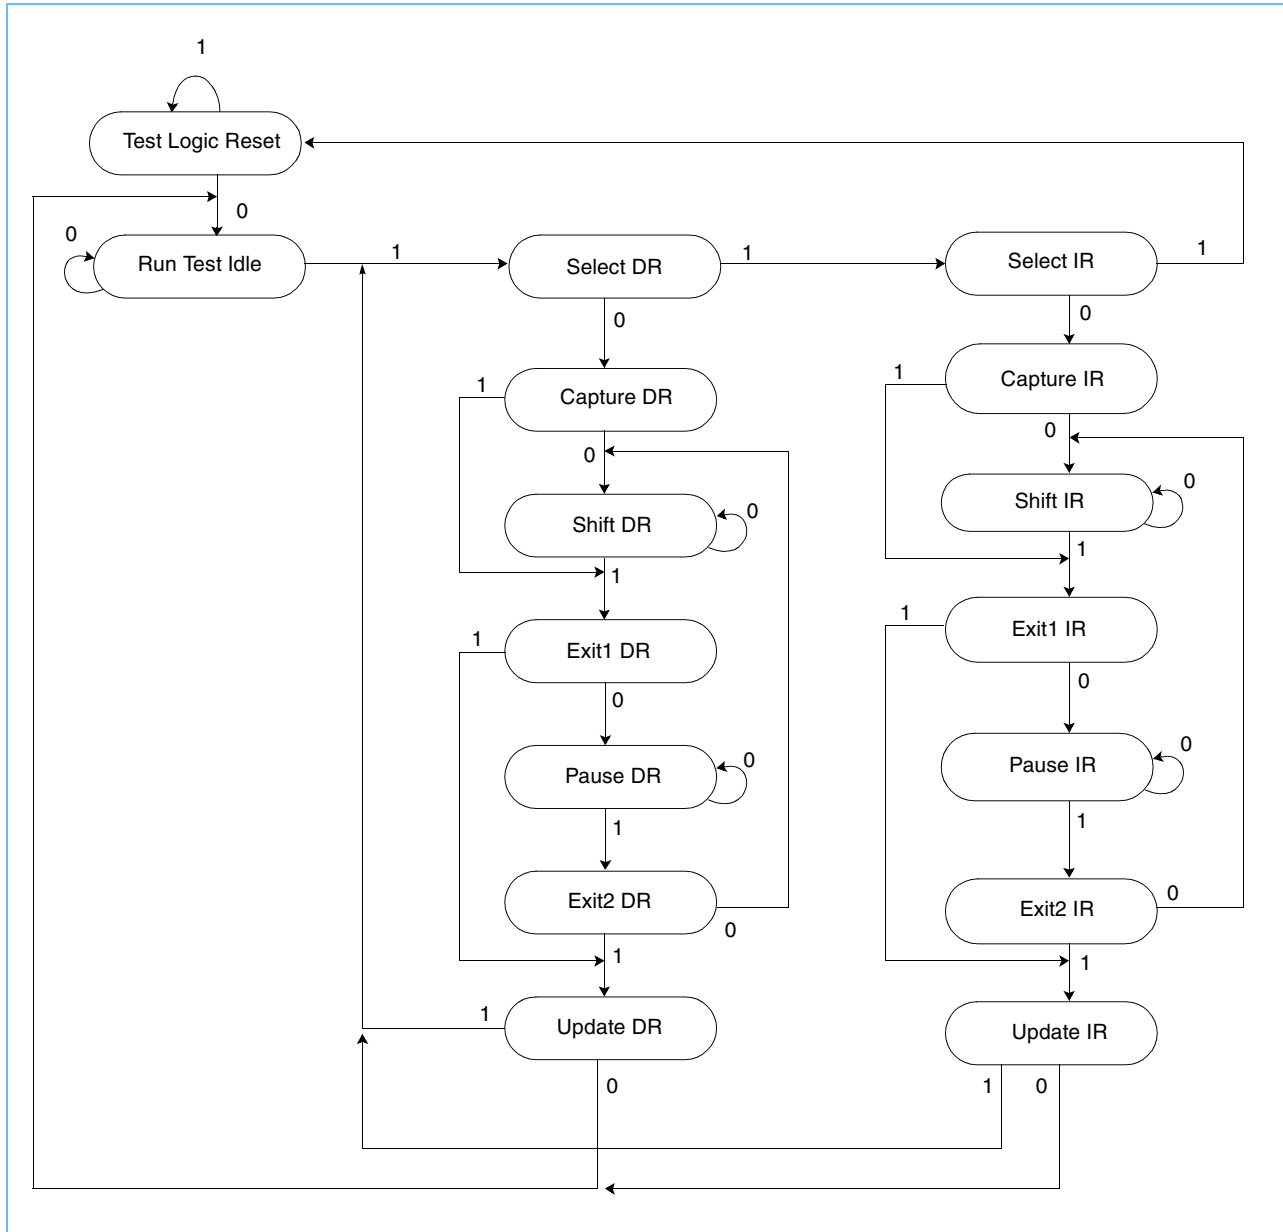 1
Test Logic Reset
0
0
Run Test Idle
1
Select DR
1
Select IR
1
0
0
1
Capture DR
1
Capture IR
0
0
Shift DR
0
Shift IR
0
1
1
1
Exit1 DR
1
Exit1 IR
0
0
Pause DR
0
Pause IR
0
1
1
Exit2 DR
0
Exit2 IR
0
1
1
1
Update DR
Update IR
0
1
0